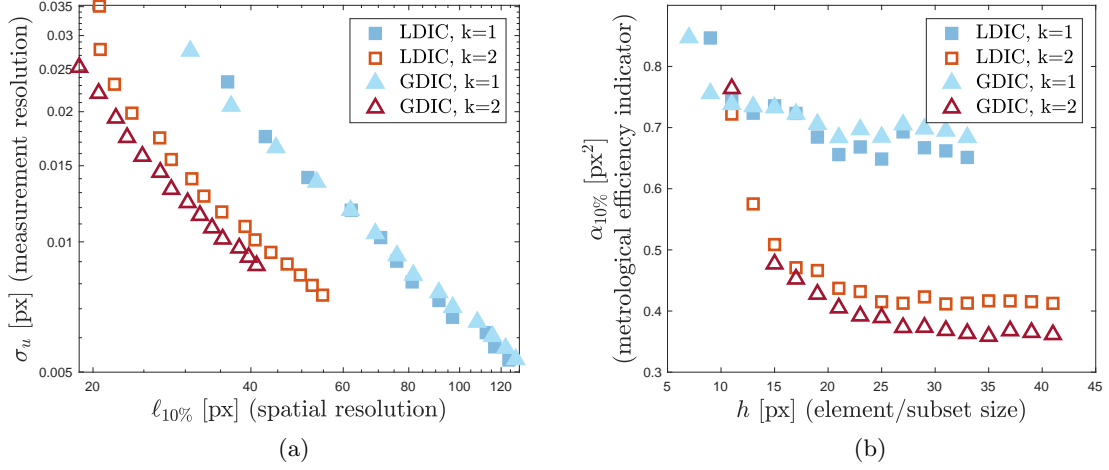 0.035
0.03
0.025
0.02
0.015
0.01
0.005
σu [px] (measurement resolution)
LDIC, k=1
LDIC, k=2
GDIC, k=1
GDIC, k=2
20 40 60 80 100 120
ℓ10% [px] (spatial resolution)
(a)
0.8
0.7
0.6
0.5
0.4
0.3
α10% [px²]
(metrological efficiency indicator)
LDIC, k=1
LDIC, k=2
GDIC, k=1
GDIC, k=2
5 10 15 20 25 30 35 40 45
h [px] (element/subset size)
(b)